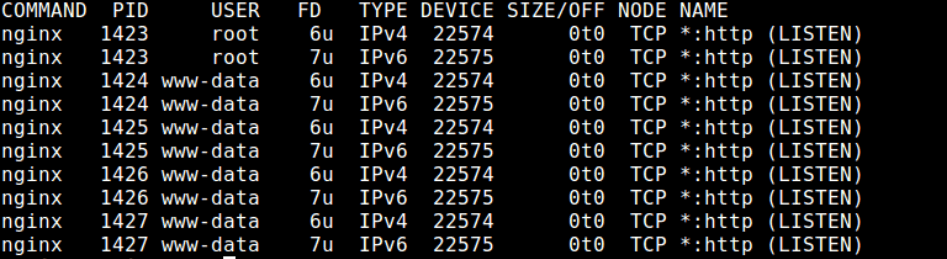 COMMAND  PID     USER   FD   TYPE DEVICE SIZE/OFF NODE NAME
nginx   1423     root    6u  IPv4  22574      0t0  TCP *:http (LISTEN)
nginx   1423     root    7u  IPv6  22575      0t0  TCP *:http (LISTEN)
nginx   1424 www-data    6u  IPv4  22574      0t0  TCP *:http (LISTEN)
nginx   1424 www-data    7u  IPv6  22575      0t0  TCP *:http (LISTEN)
nginx   1425 www-data    6u  IPv4  22574      0t0  TCP *:http (LISTEN)
nginx   1425 www-data    7u  IPv6  22575      0t0  TCP *:http (LISTEN)
nginx   1426 www-data    6u  IPv4  22574      0t0  TCP *:http (LISTEN)
nginx   1426 www-data    7u  IPv6  22575      0t0  TCP *:http (LISTEN)
nginx   1427 www-data    6u  IPv4  22574      0t0  TCP *:http (LISTEN)
nginx   1427 www-data    7u  IPv6  22575      0t0  TCP *:http (LISTEN)